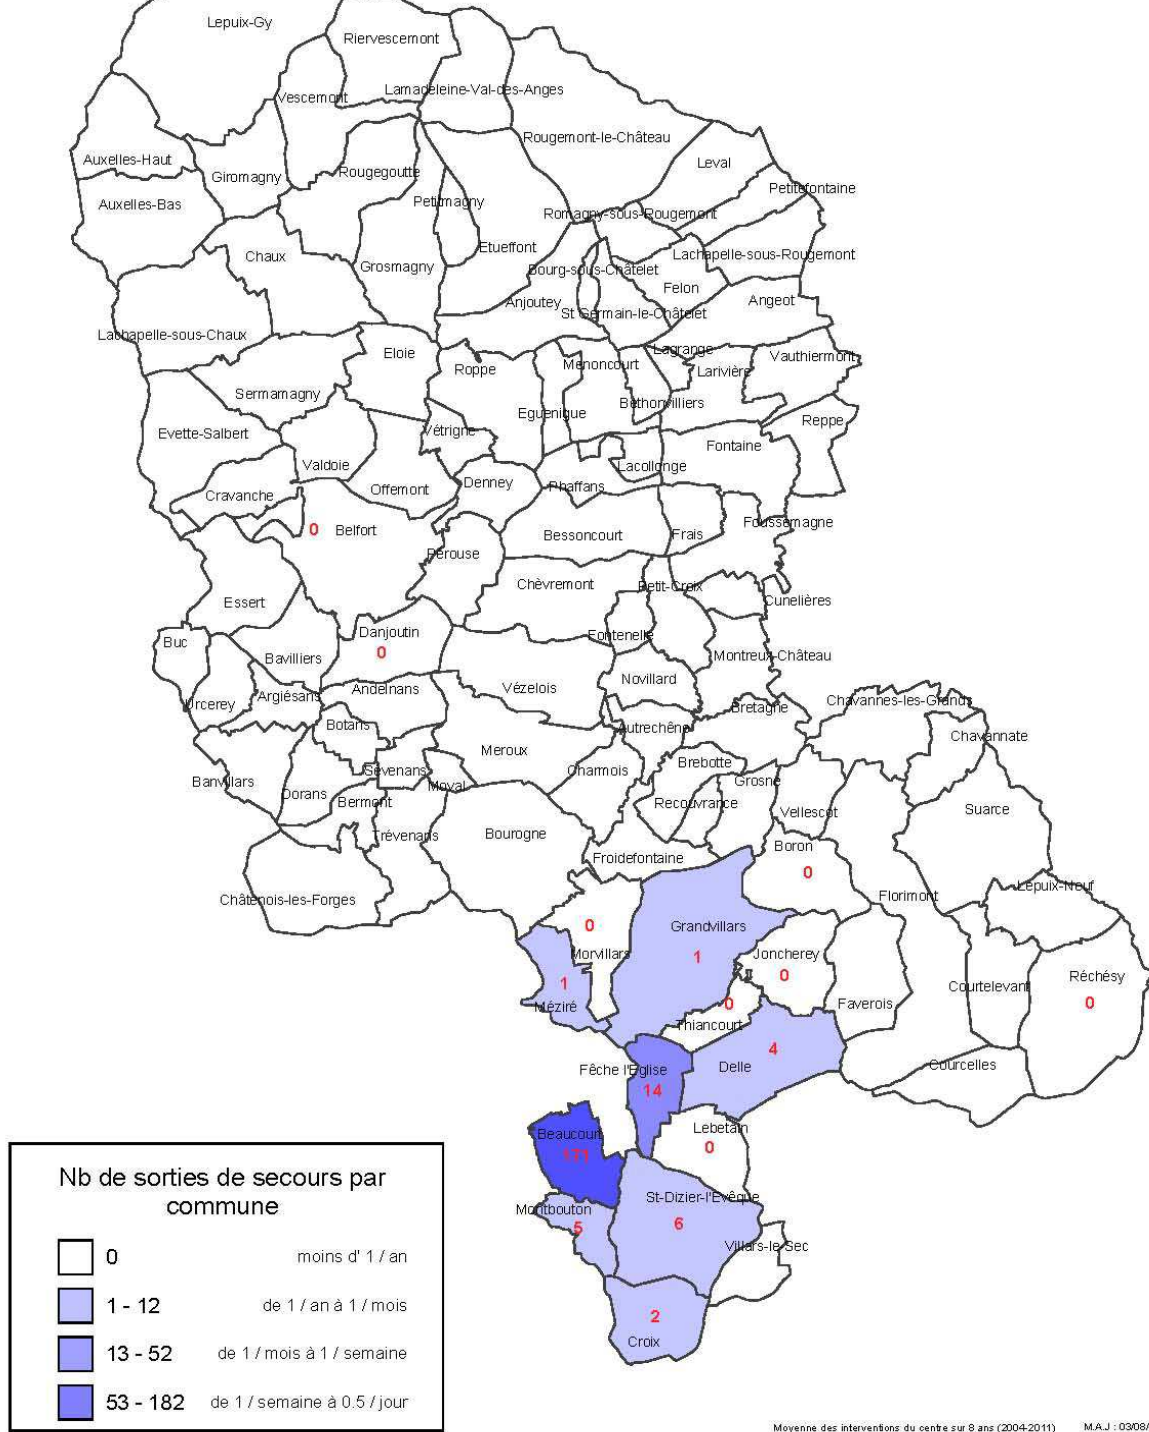 Lepuix-Gy
Riervescemont
Vescemont
Lamadeleine-Val-des-Anges
Rougemont-le-Château
Auxelles-Haut
Giromagny
Rougegoutte
Leval
Petitefontaine
Auxelles-Bas
Petitmagny
Romagny-sous-Rougemont
Chaux
Etueffont
Lachapelle-sous-Rougemont
Grosmagny
Bourg-sous-Châtelet
Felon
Anjoutey
Angeot
St Germain-le-Châtelet
Lachapelle-sous-Chaux
Eloie
Lagrange
Vauthiermont
Roppe
Menoncourt
Larivière
Sermamagny
Bethonvilliers
Eguenigue
Reppe
Evette-Salbert
Vétrigne
Fontaine
Valdoie
Lacollonge
Cravanche
Offemont
Denney
Phaffans
Foussemagne
0 Belfort
Bessoncourt
Frais
Pérouse
Chèvremont
Petit-Croix
Essert
Cunelières
Buc
Danjoutin
Fontenelle
0
Bavilliers
Montreux-Château
Novillard
Andelnans
Vézelois
Urcerey
Argiésans
Chavannes-les-Grands
Bretagne
Botans
Autrechêne
Chavannate
Meroux
Brebotte
Sévenans
Charmois
Banvillars
Moval
Grosne
Dorans
Bermont
Recouvrance
Vellescot
Suarce
Trévenans
Bourogne
Boron
Froidefontaine
0
Lepuix-Neuf
Châtenois-les-Forges
Florimont
0
Grandvillars
Morvillars
1
Joncherey
0
Réchésy
1
Courtelevant
0
Méziré
0
Faverois
Thiancourt
4
Fêche l'Eglise
Delle
Courcelles
14
Beaucourt
Lebetain
171
0
St-Dizier-l'Evêque
Montbouton
5
6
Villars-le-Sec
2
Croix
Nb de sorties de secours par
commune
0 moins d' 1 / an
1 - 12 de 1 / an à 1 / mois
13 - 52 de 1 / mois à 1 / semaine
53 - 182 de 1 / semaine à 0.5 / jour
Moyenne des interventions du centre sur 8 ans (2004-2011) M.A.J : 03/08/